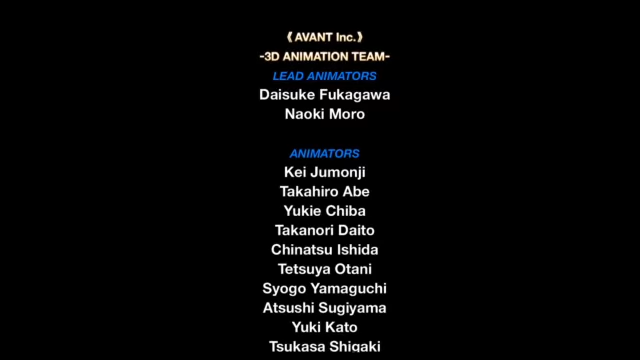 《 AVANT Inc.》
-3D ANIMATION TEAM-
LEAD ANIMATORS
Daisuke Fukagawa
Naoki Moro
ANIMATORS
Kei Jumonji
Takahiro Abe
Yukie Chiba
Takanori Daito
Chinatsu Ishida
Tetsuya Otani
Syogo Yamaguchi
Atsushi Sugiyama
Yuki Kato
Tsukasa Shigaki